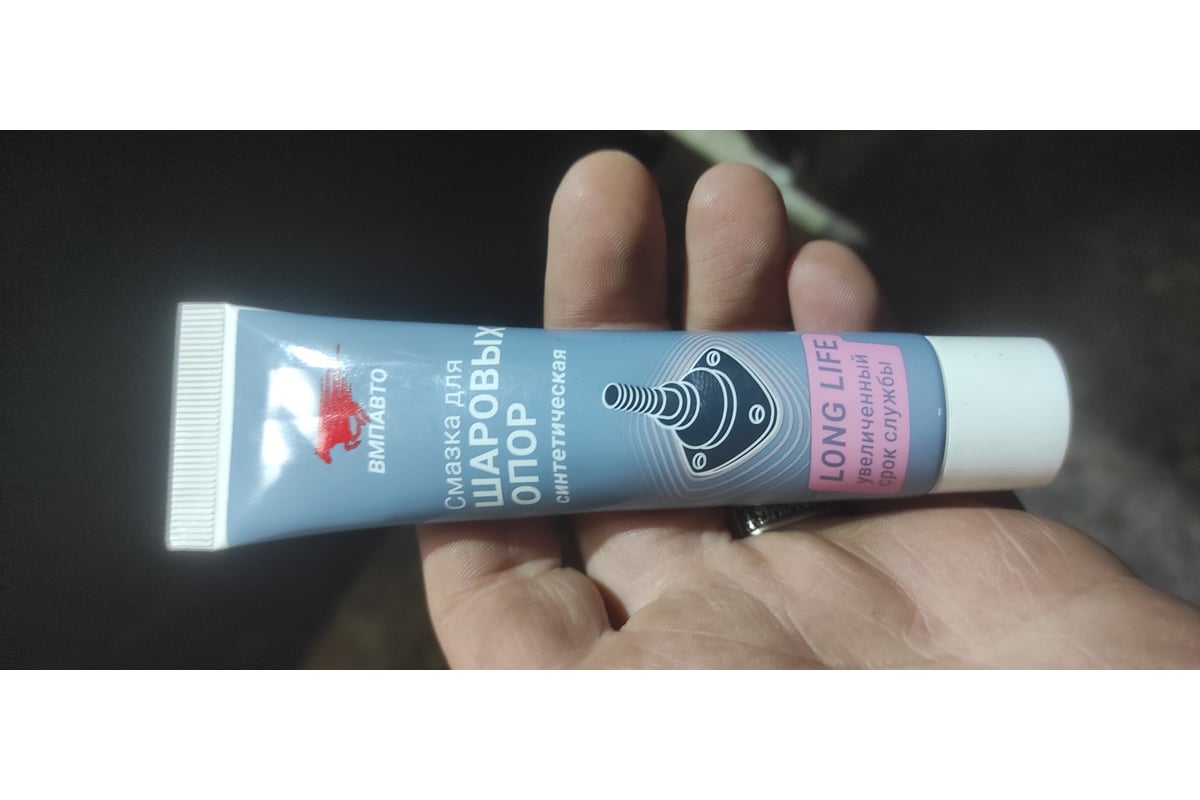 ВМПАВТО
Смазка для
ШАРОВЫХ
ОПОР
синтетическая
LONG LIFE
увеличенный
срок службы